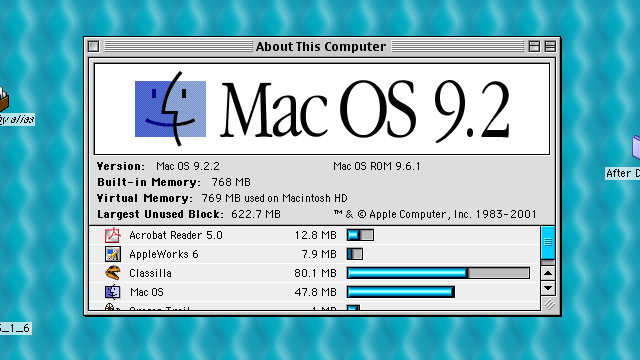 About This Computer
Mac OS 9.2
Version: Mac OS 9.2.2 Mac OS ROM 9.6.1
Built-in Memory: 768 MB
Virtual Memory: 769 MB used on Macintosh HD
Largest Unused Block: 622.7 MB ™ & © Apple Computer, Inc. 1983-2001
Acrobat Reader 5.0 12.8 MB
AppleWorks 6 7.9 MB
Classilla 80.1 MB
Mac OS 47.8 MB
alias
After D
_1_6